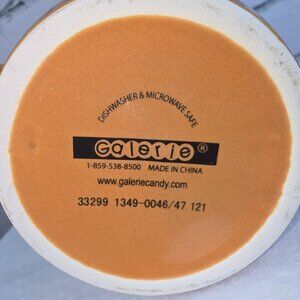 DISHWASHER & MICROWAVE SAFE
Galerie®
1-859-538-8500 MADE IN CHINA
www.galeriecandy.com
33299 1349-0046/47 121